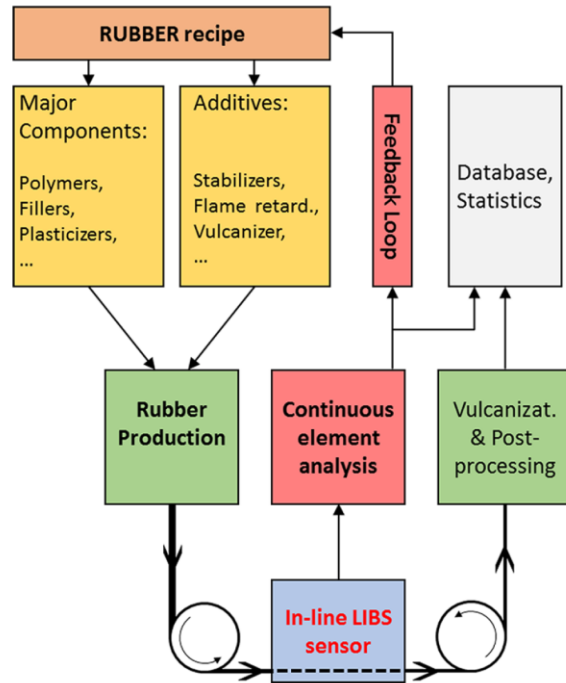 RUBBER recipe
Major
Components:
Polymers,
Fillers,
Plasticizers,
...
Additives:
Stabilizers,
Flame retard.,
Vulcanizer,
...
Feedback Loop
Database,
Statistics
Rubber
Production
Continuous
element
analysis
Vulcanizat.
& Post-
processing
In-line LIBS
sensor